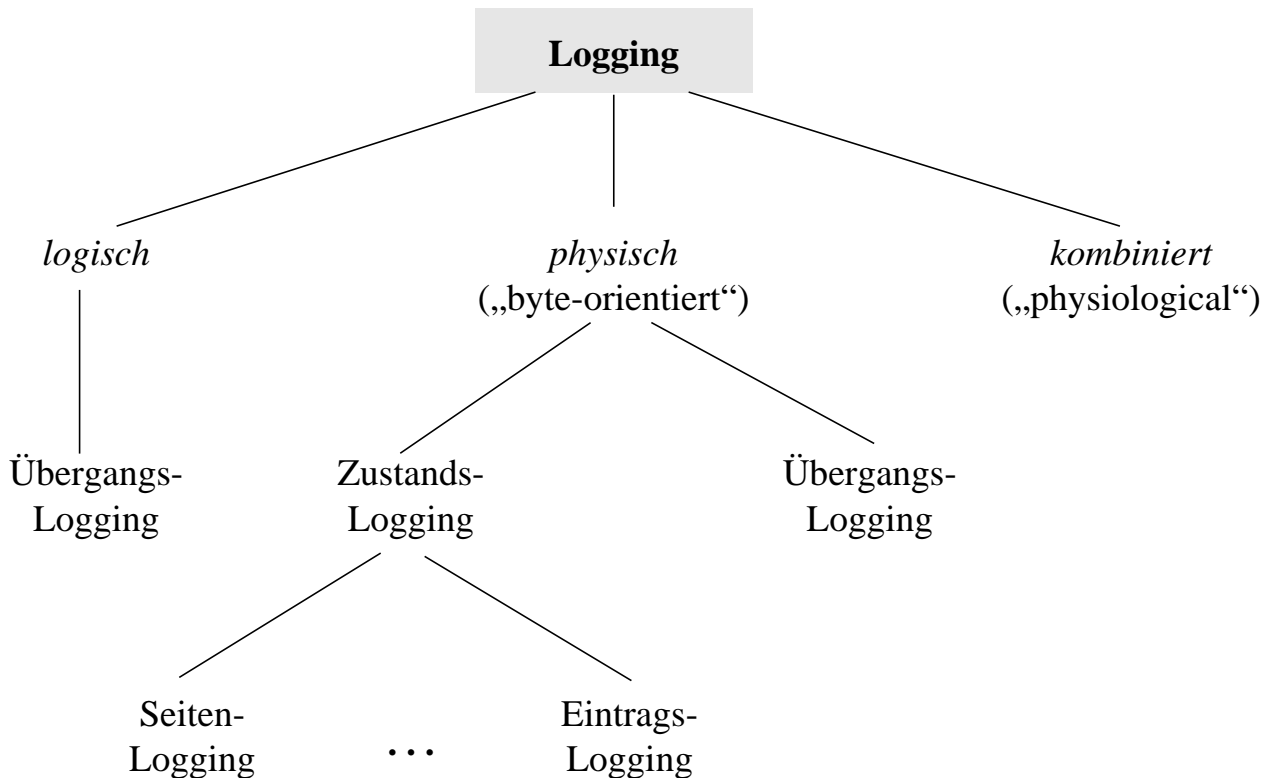 Logging
logisch
physisch
(„byte-orientiert“)
kombiniert
(„physiological“)
Übergangs-
Logging
Zustands-
Logging
Übergangs-
Logging
Seiten-
Logging
...
Eintrags-
Logging